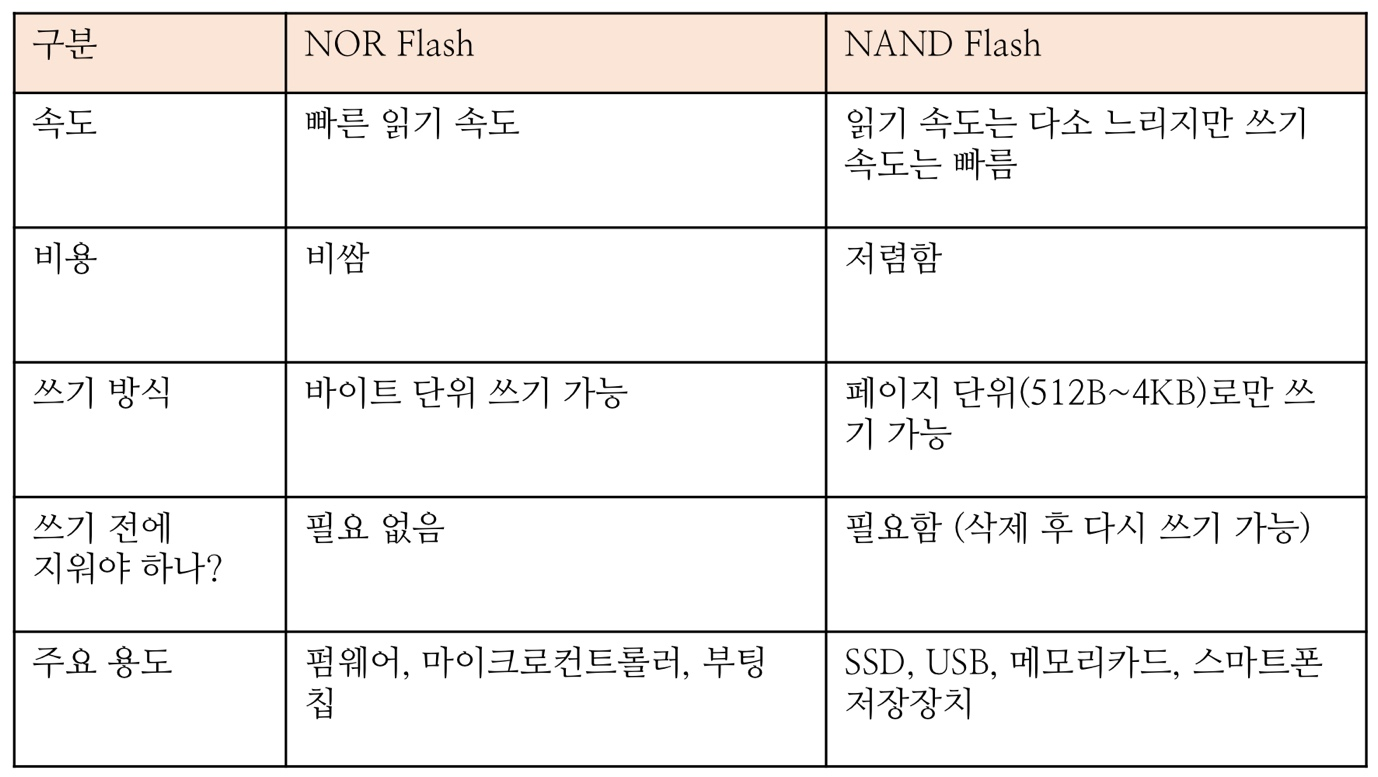 구분
NOR Flash
NAND Flash
속도
빠른 읽기 속도
읽기 속도는 다소 느리지만 쓰기
속도는 빠름
비용
비쌈
저렴함
쓰기 방식
바이트 단위 쓰기 가능
페이지 단위(512B~4KB)로만 쓰
기 가능
쓰기 전에
지워야 하나?
필요 없음
필요함 (삭제 후 다시 쓰기 가능)
주요 용도
펌웨어, 마이크로컨트롤러, 부팅
칩
SSD, USB, 메모리카드, 스마트폰
저장장치